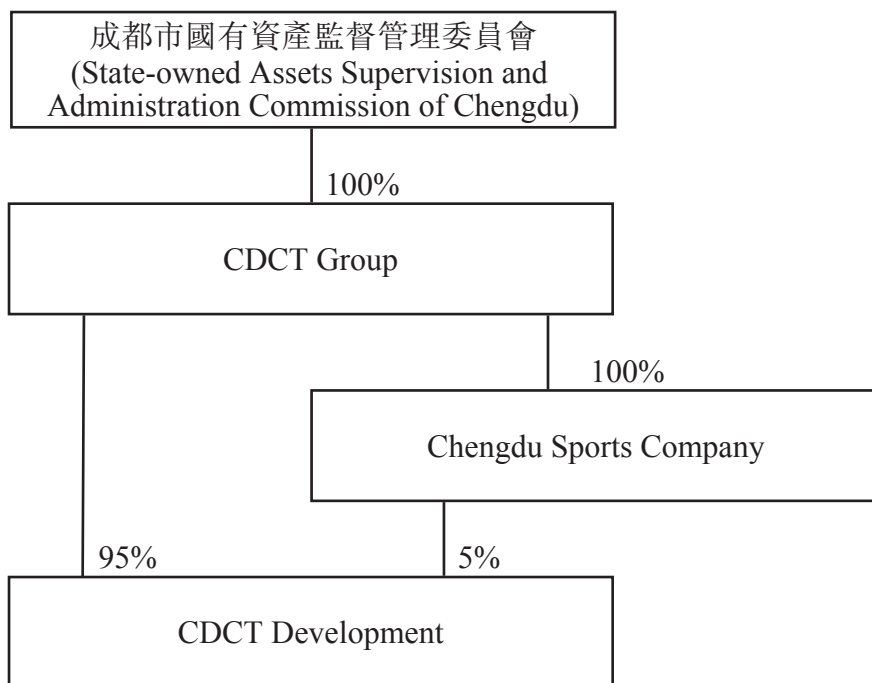 成都市國有資產監督管理委員會
(State-owned Assets Supervision and
Administration Commission of Chengdu)
100%
CDCT Group
100%
Chengdu Sports Company
95%
5%
CDCT Development